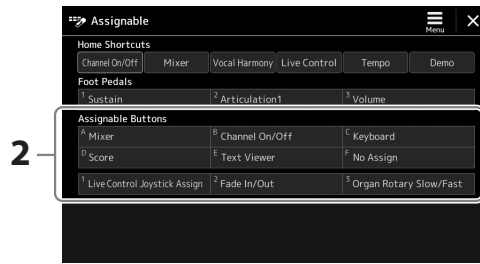 Assignable
Menu
Home Shortcuts
Channel On/Off Mixer Vocal Harmony Live Control Tempo Demo
Foot Pedals
1 Sustain 2 Articulation1 3 Volume
Assignable Buttons
A Mixer B Channel On/Off C Keyboard
2
D Score E Text Viewer F No Assign
1 Live Control Joystick Assign 2 Fade In/Out 3 Organ Rotary Slow/Fast